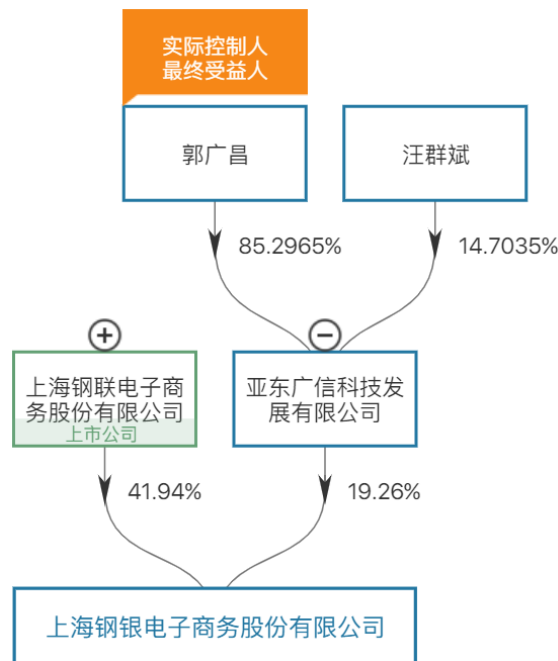 实际控制人
最终受益人
郭广昌
汪群斌
85.2965%
14.7035%
上海钢联电子商
务股份有限公司
上市公司
亚东广信科技发
展有限公司
41.94%
19.26%
上海钢银电子商务股份有限公司